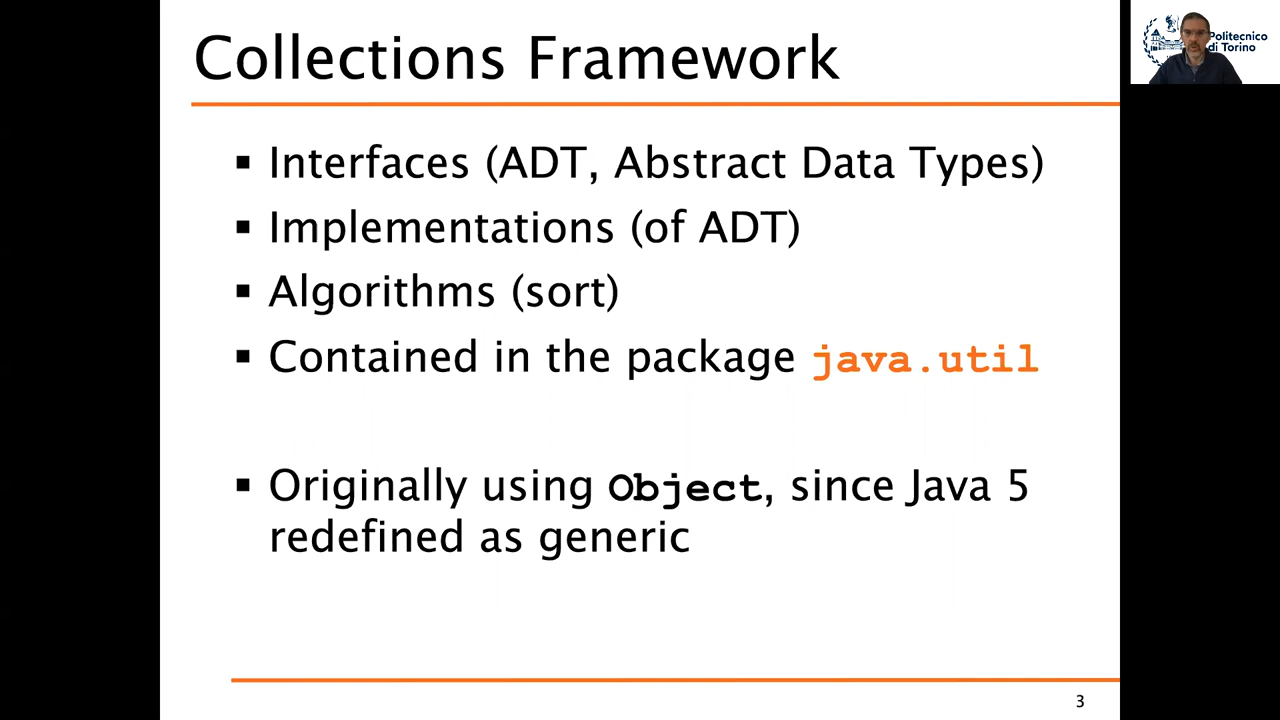 Collections Framework
Politecnico
di Torino
▪ Interfaces (ADT, Abstract Data Types)
▪ Implementations (of ADT)
▪ Algorithms (sort)
▪ Contained in the package java.util
▪ Originally using Object, since Java 5
redefined as generic
3